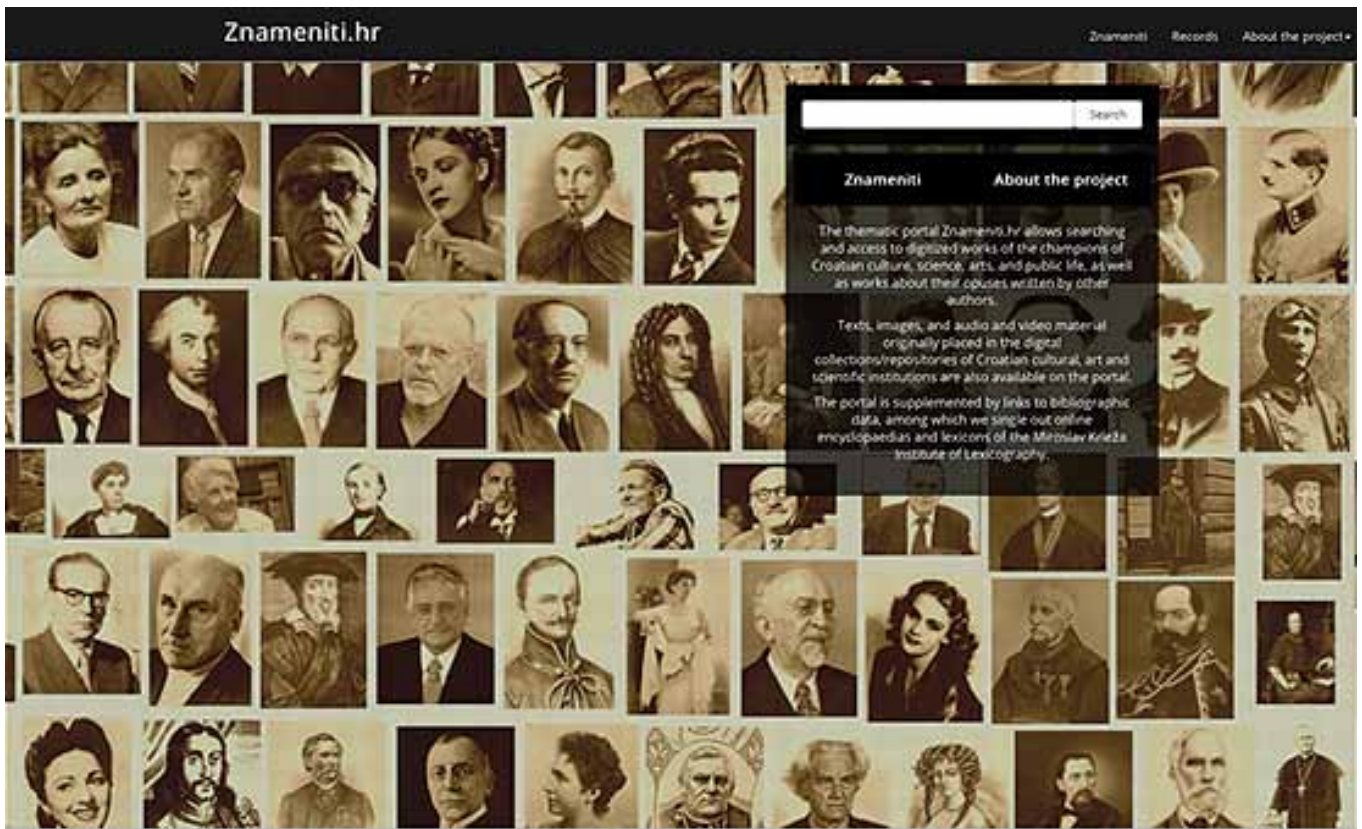 Znameniti.hr
Znameniti Records About the project
Search
Znameniti About the project
The thematic portal Znameniti.hr allows searching
and access to digitized works of the champions of
Croatian culture, science, arts, and public life, as well
as works about their opuses written by other
authors.
Texts, images, and audio and video material
originally placed in the digital
collections/repositories of Croatian cultural, art and
scientific institutions are also available on the portal.
The portal is supplemented by links to bibliographic
data, among which we single out online
encyclopaedias and lexicons of the Miroslav Krleža
Institute of Lexicography.